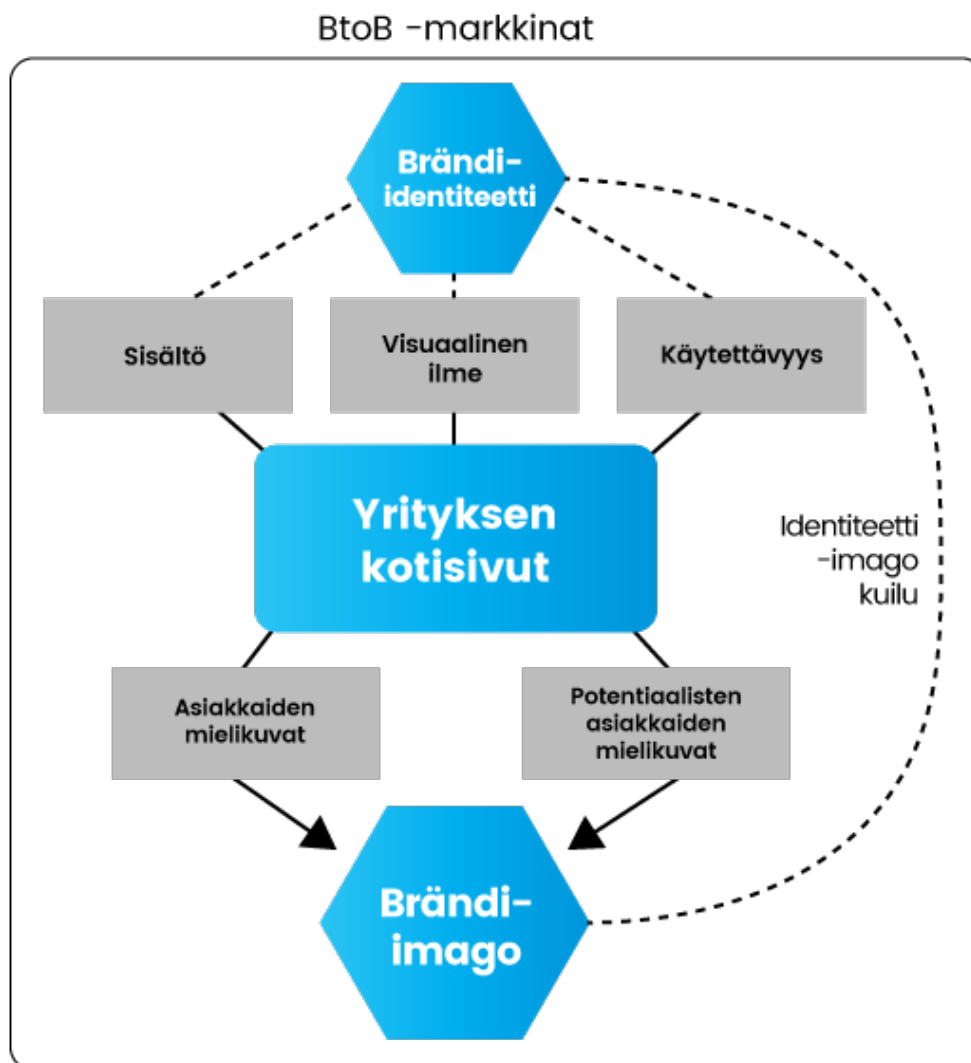 BtoB -markkinat
Brändi-
identiteetti
Sisältö
Visuaalinen
ilme
Käytettävyys
Yrityksen
kotisivut
Identiteetti
-imago
kuilu
Asiakkaiden
mielikuvat
Potentiaalisten
asiakkaiden
mielikuvat
Brändi-
imago